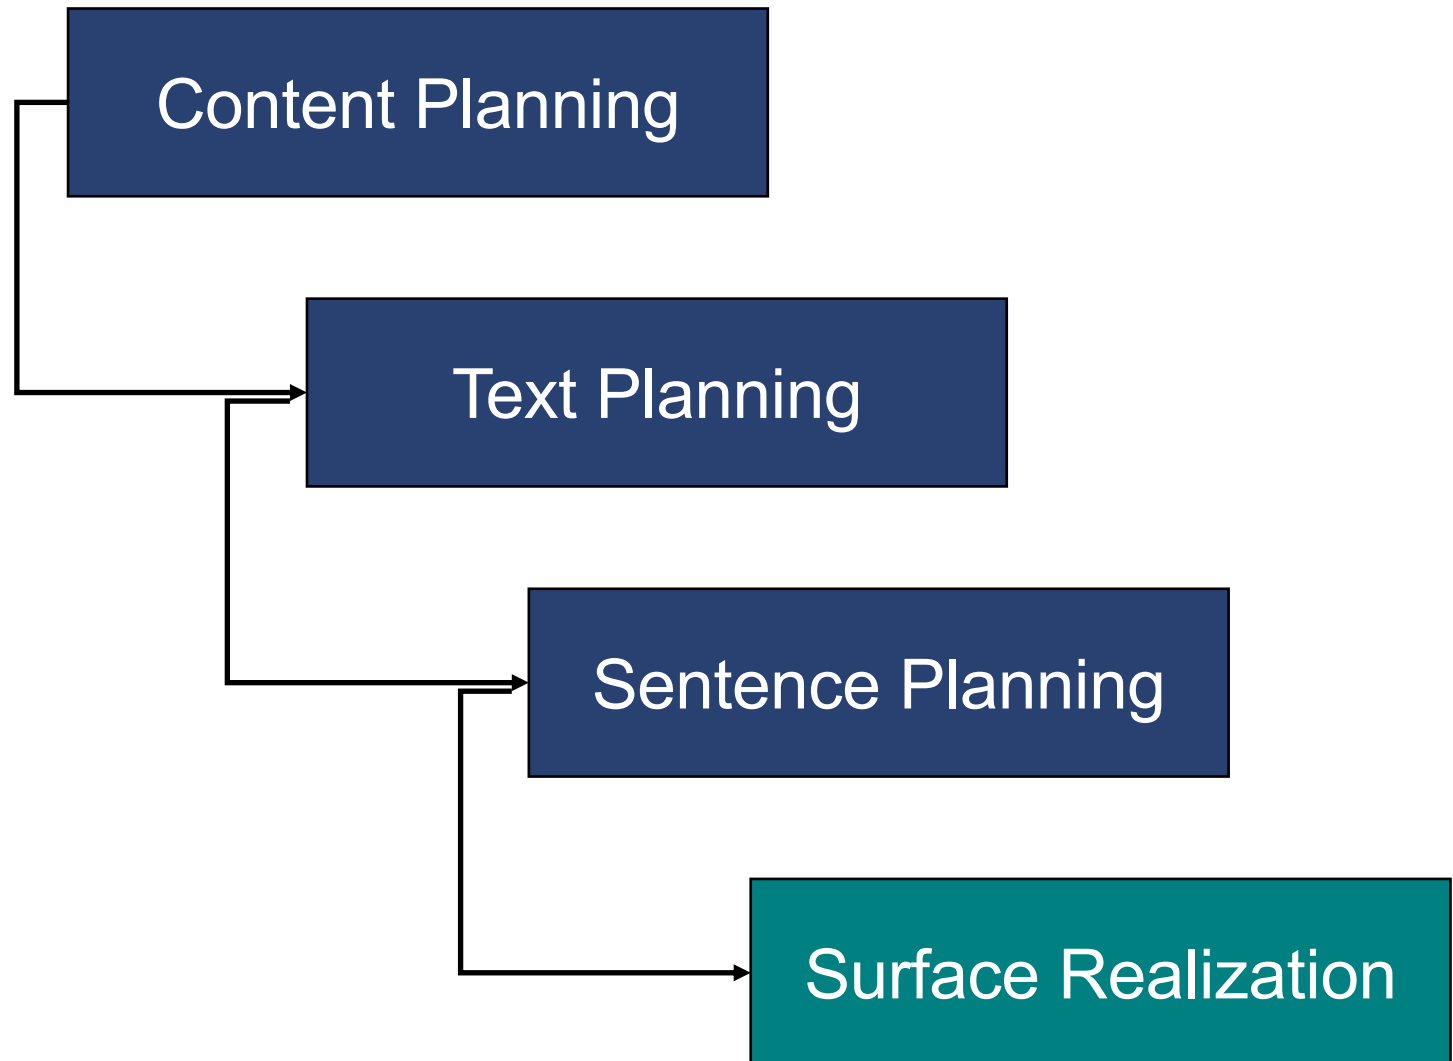 Content Planning
Text Planning
Sentence Planning
Surface Realization